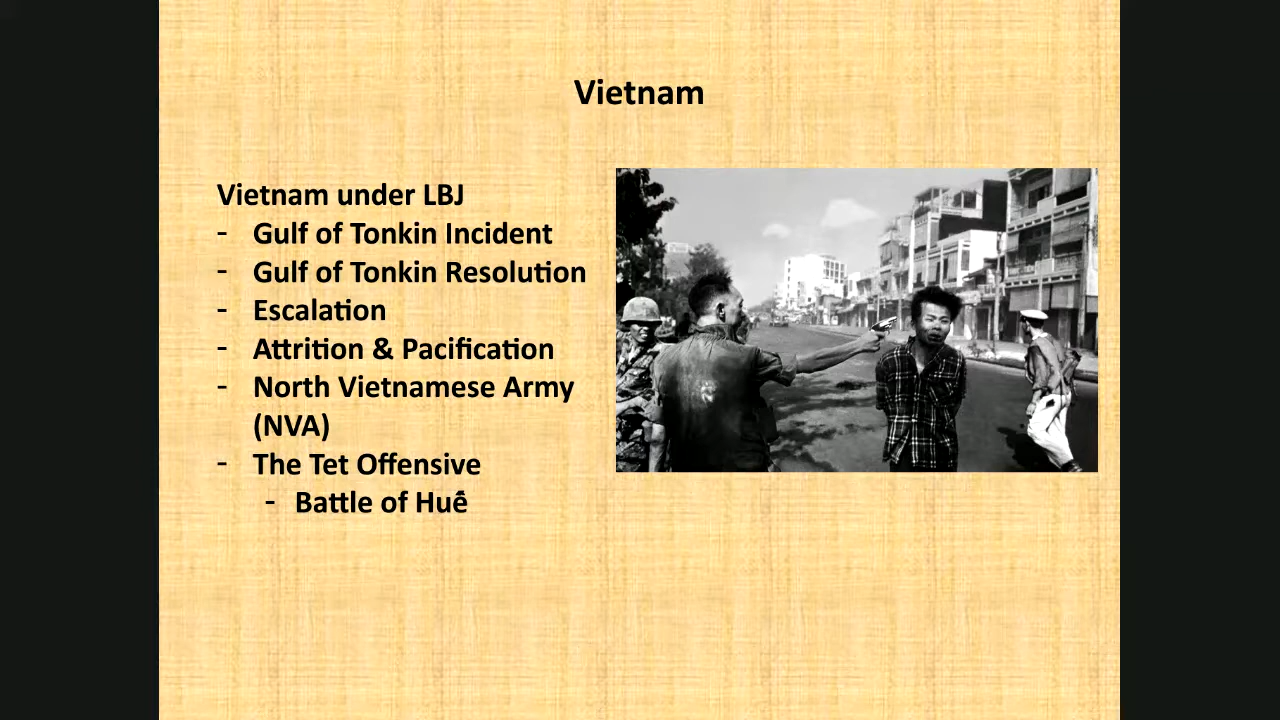 Vietnam
Vietnam under LBJ
- Gulf of Tonkin Incident
- Gulf of Tonkin Resolution
- Escalation
- Attrition & Pacification
- North Vietnamese Army
(NVA)
- The Tet Offensive
- Battle of Huế